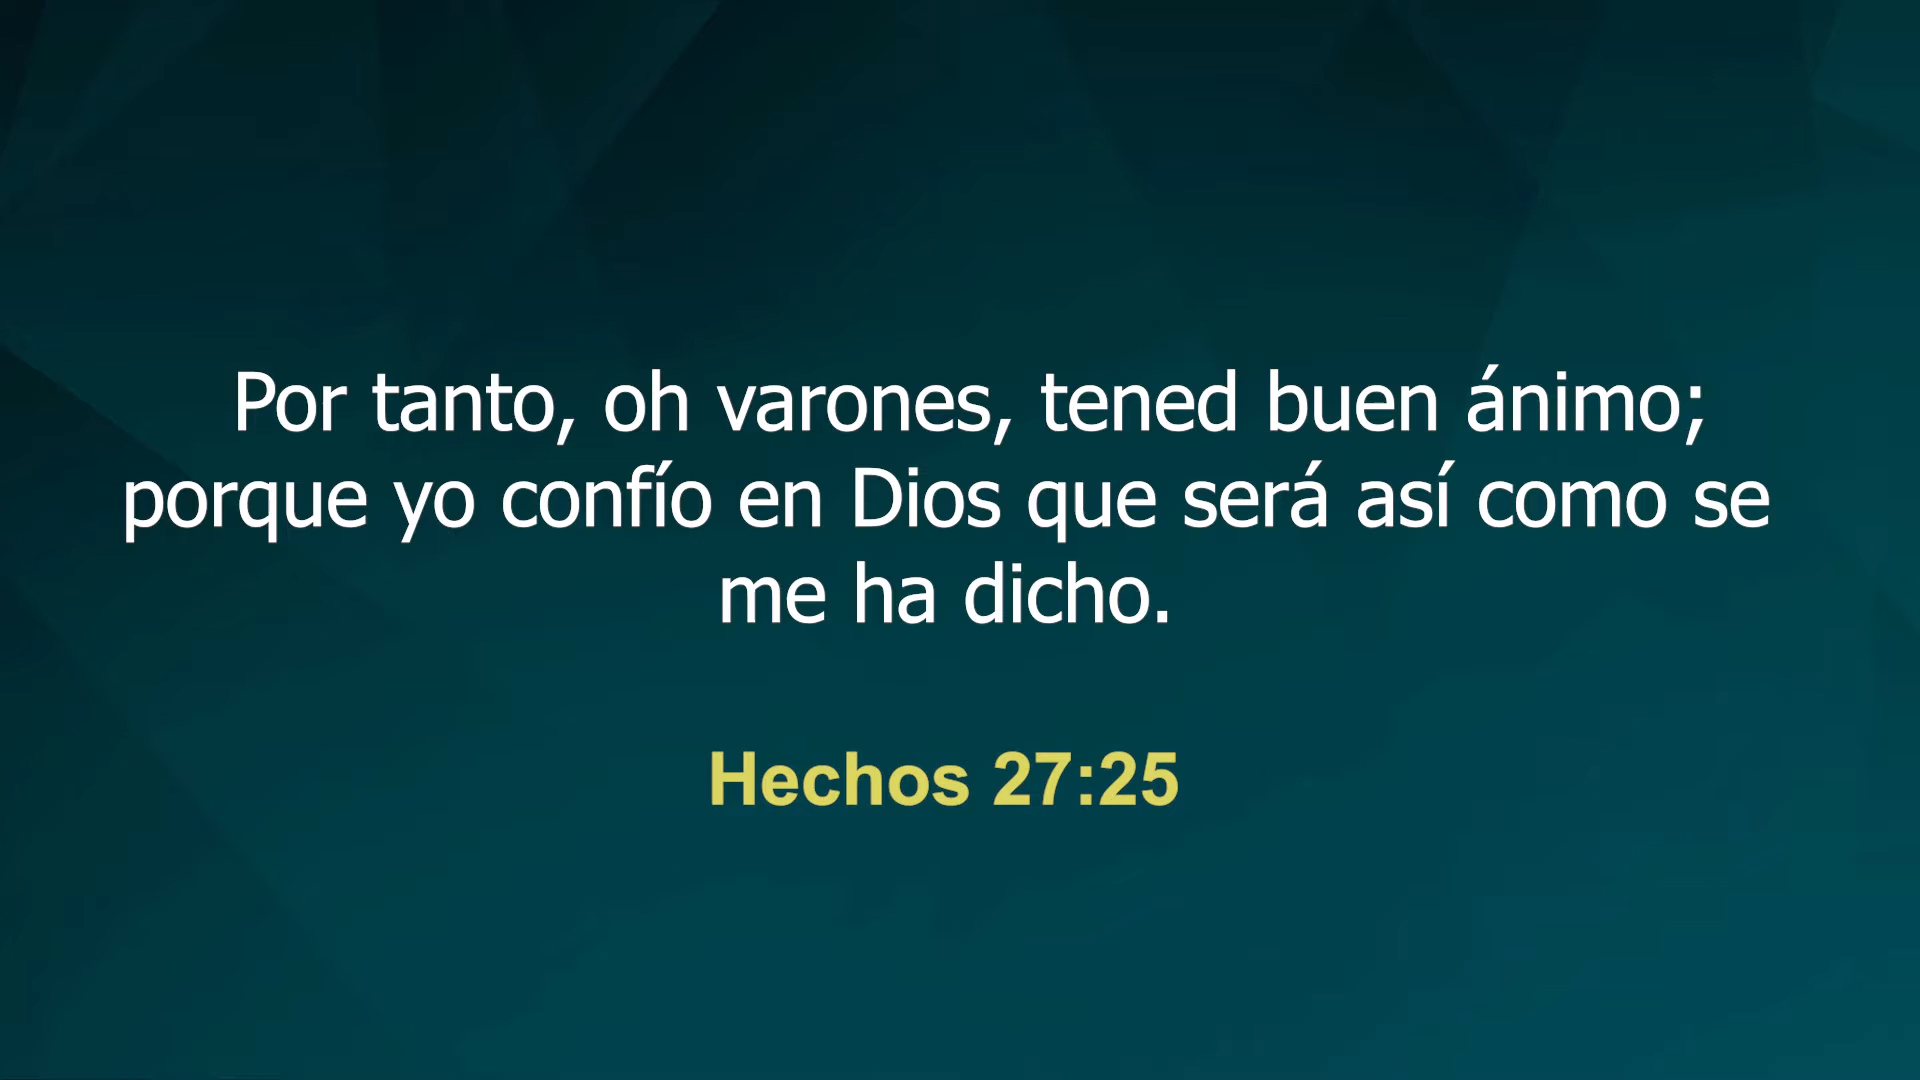 Por tanto, oh varones, tened buen ánimo;
porque yo confío en Dios que será así como se
me ha dicho.
Hechos 27:25